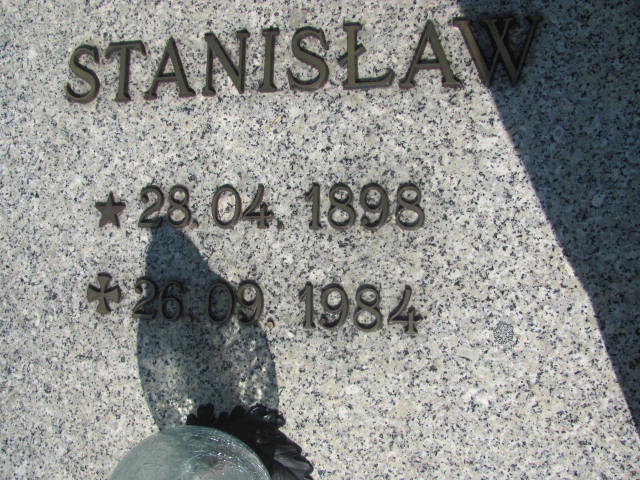 STANISŁAW
★ 28. 04. 1898
✠ 26. 09. 1984